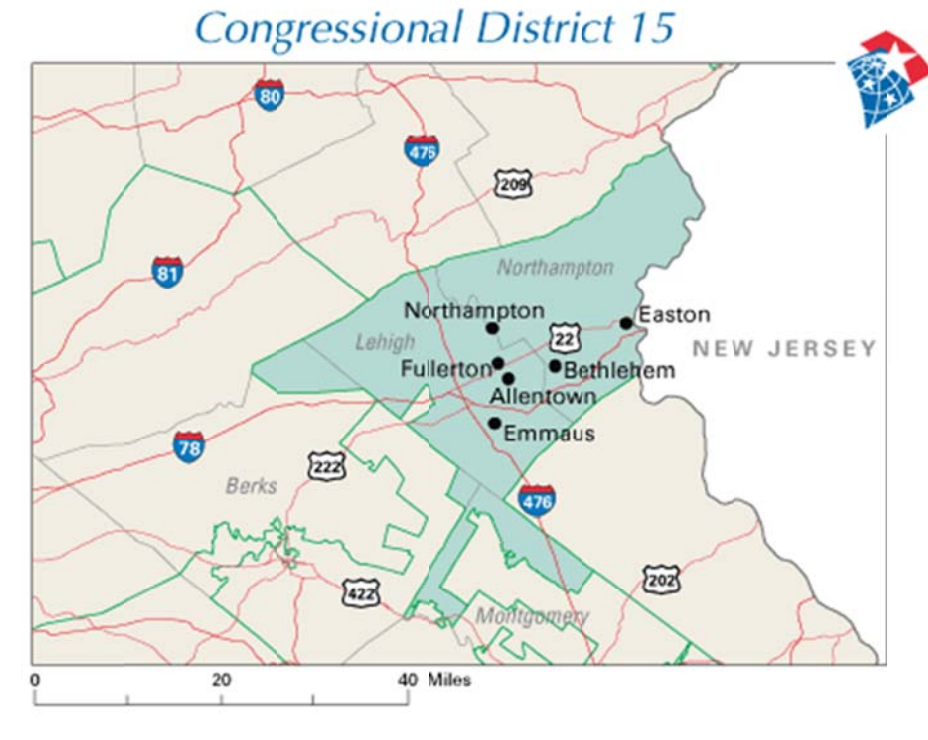 Congressional District 15
80
476
209
81
Northampton
Northampton
Easton
22
Lehigh
NEW JERSEY
Fullerton
Bethlehem
Allentown
Emmaus
78
222
Berks
476
202
422
Montgomery
0 20 40 Miles